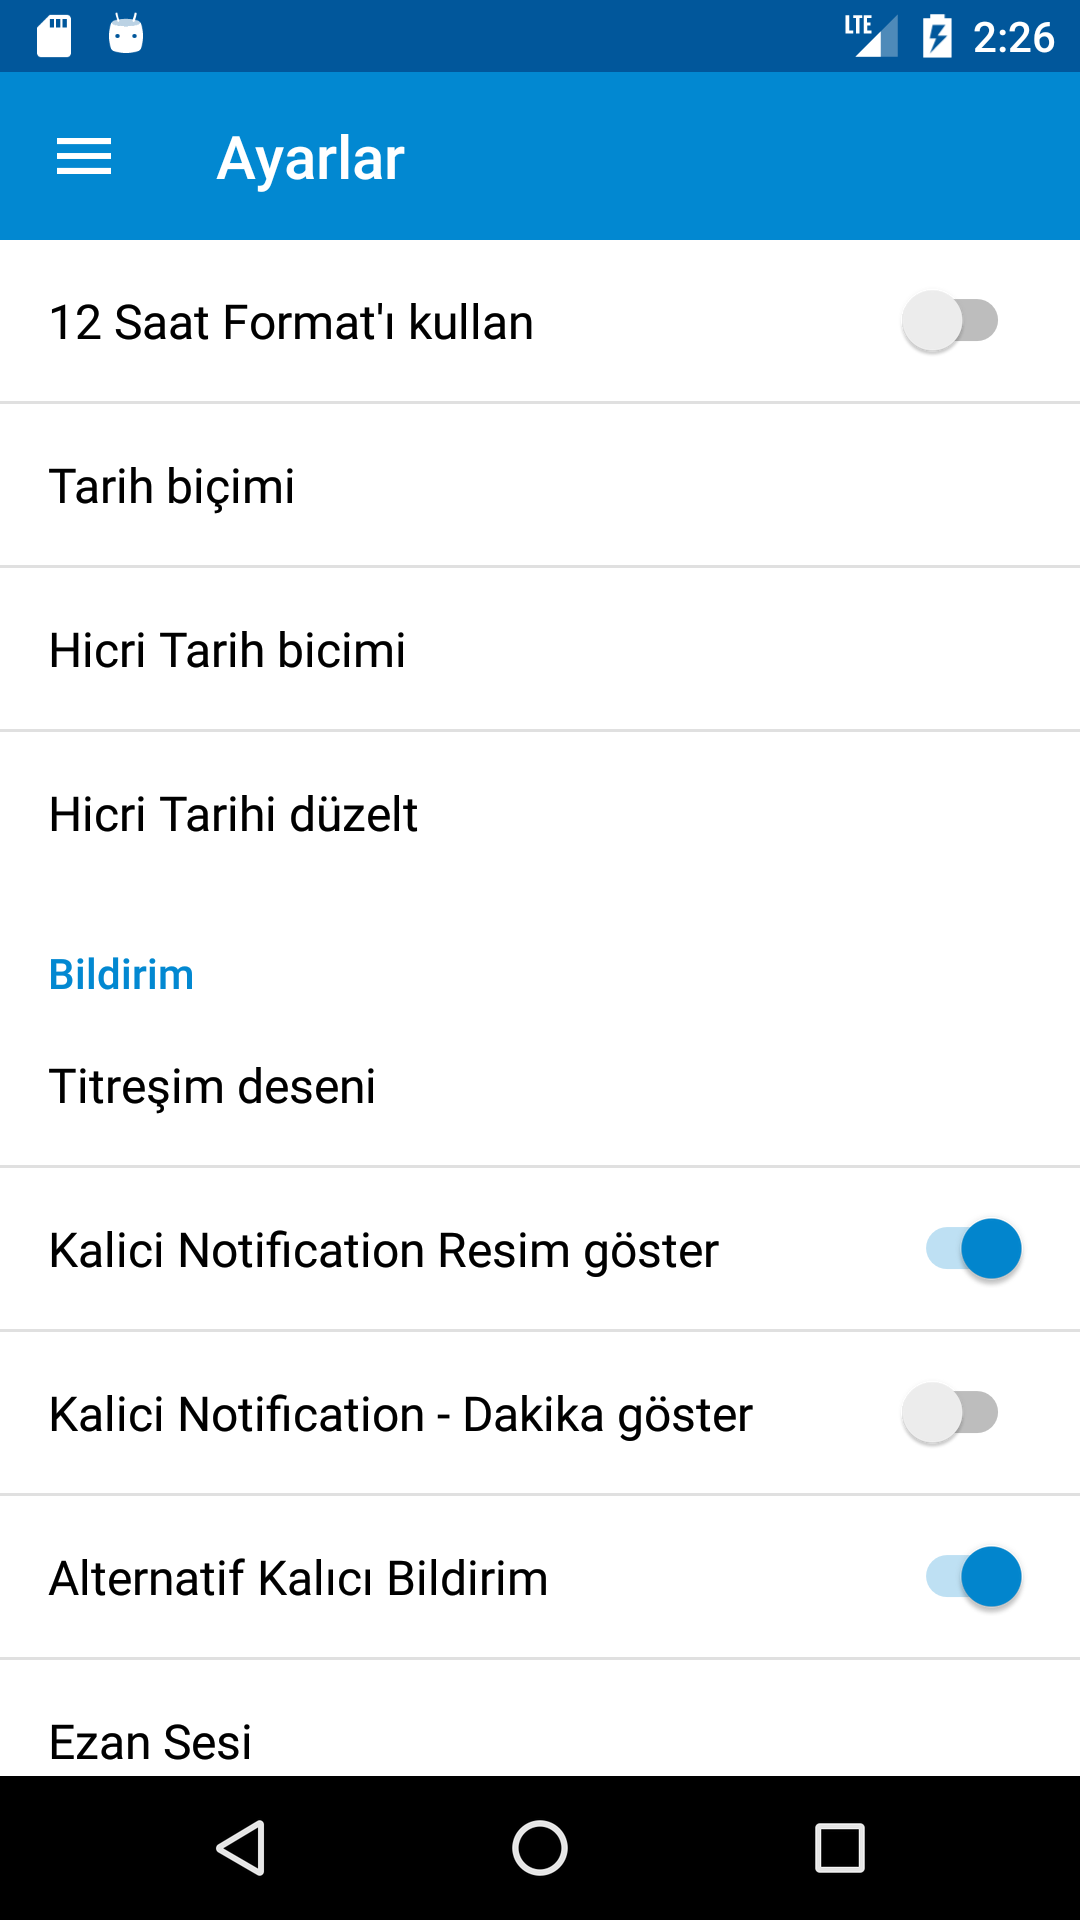 LTE 2:26
Ayarlar
12 Saat Format'ı kullan
Tarih biçimi
Hicri Tarih bicimi
Hicri Tarihi düzelt
Bildirim
Titreşim deseni
Kalici Notification Resim göster
Kalici Notification - Dakika göster
Alternatif Kalıcı Bildirim
Ezan Sesi